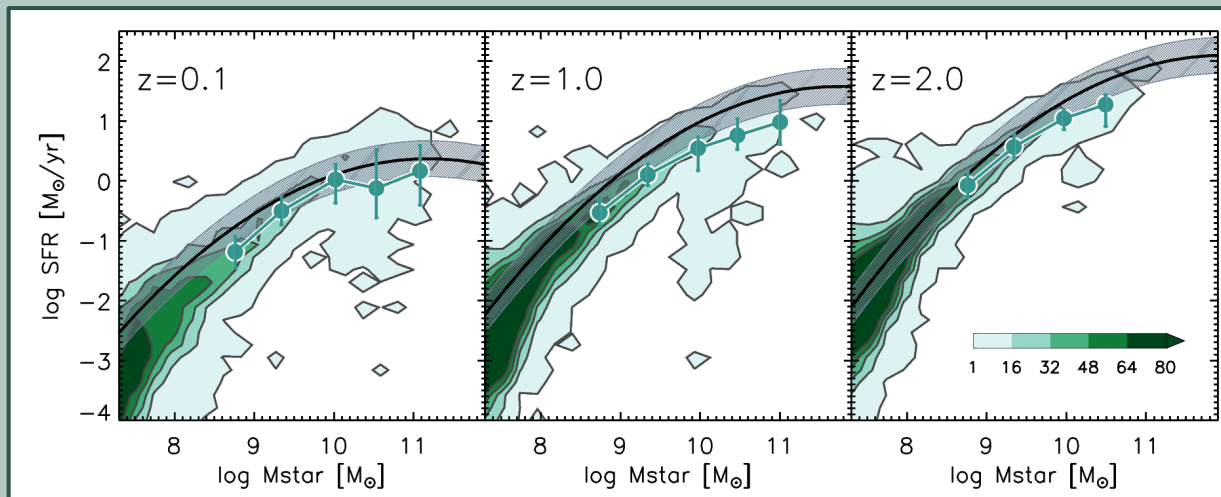 z=0.1
z=1.0
z=2.0
log SFR [M⊙/yr]
2
1
0
−1
−2
−3
−4
1 16 32 48 64 80
8 9 10 11
8 9 10 11
8 9 10 11
log Mstar [M⊙]
log Mstar [M⊙]
log Mstar [M⊙]